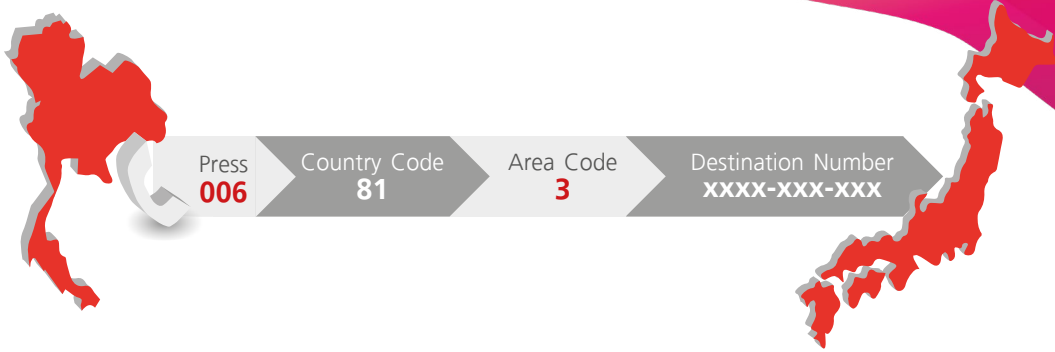 Press
006
Country Code
81
Area Code
3
Destination Number
xxxx-xxx-xxx